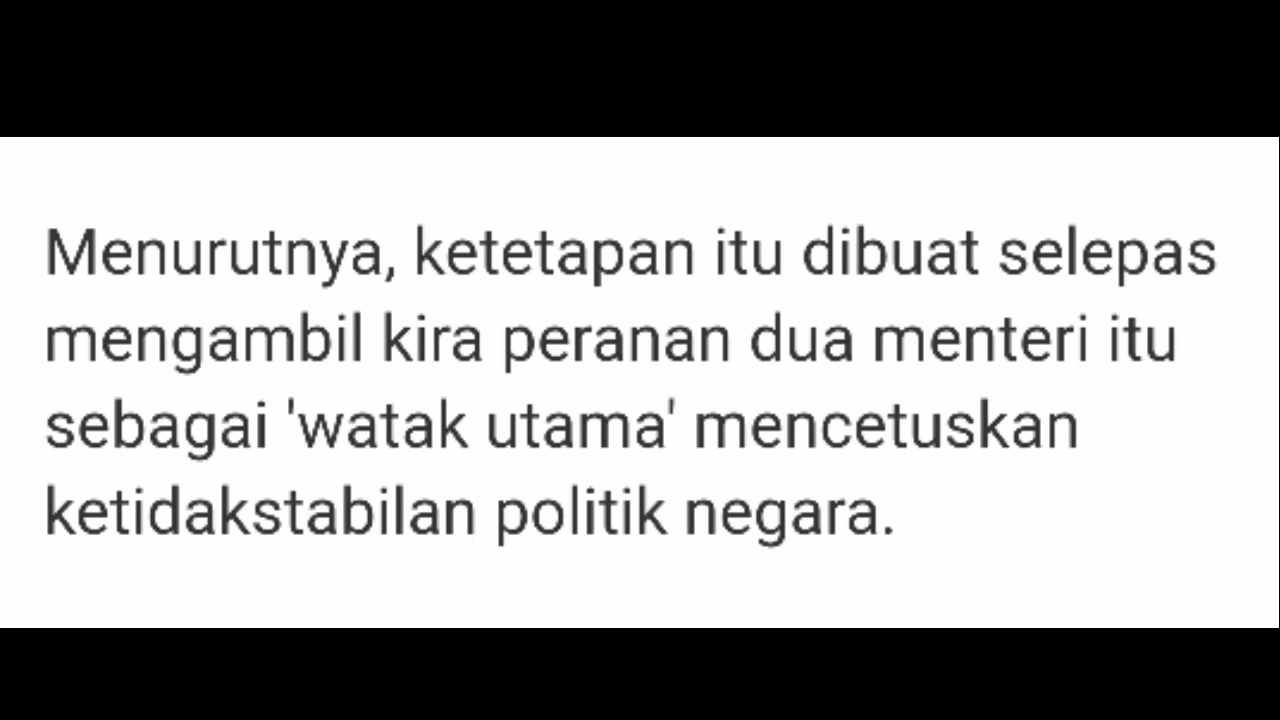 Menurutnya, ketetapan itu dibuat selepas
mengambil kira peranan dua menteri itu
sebagai 'watak utama' mencetuskan
ketidakstabilan politik negara.